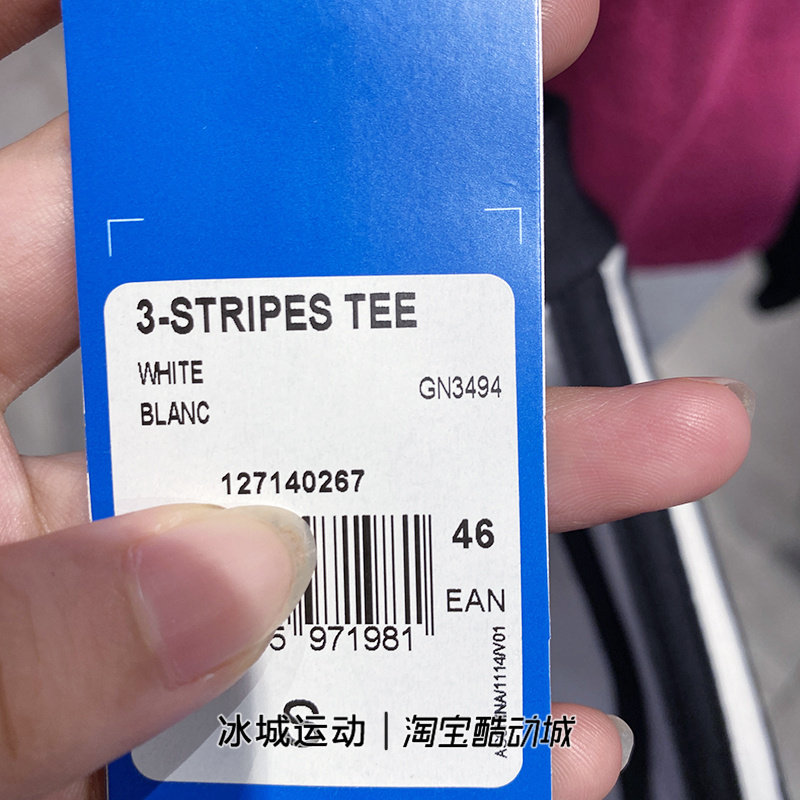 3-STRIPES TEE
WHITE
GN3494
BLANC
127140267
46
EAN
5 971981
冰城运动 | 淘宝酷动城